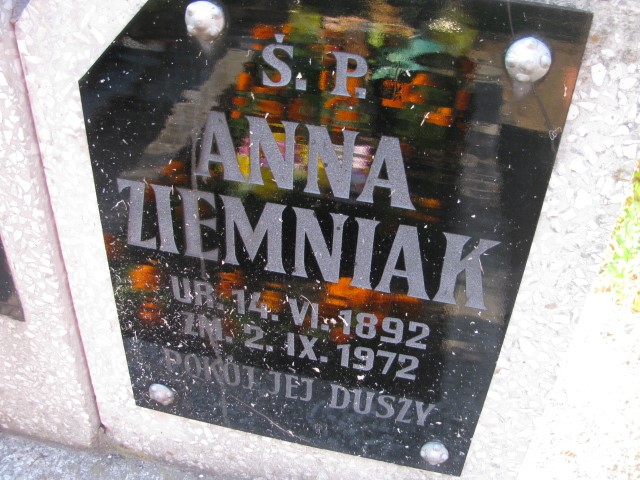 Ś. P.
ANNA
ZIEMNIAK
UR. 14. VI. 1892
ZM. 2. IX. 1972
POKÓJ JEJ DUSZY